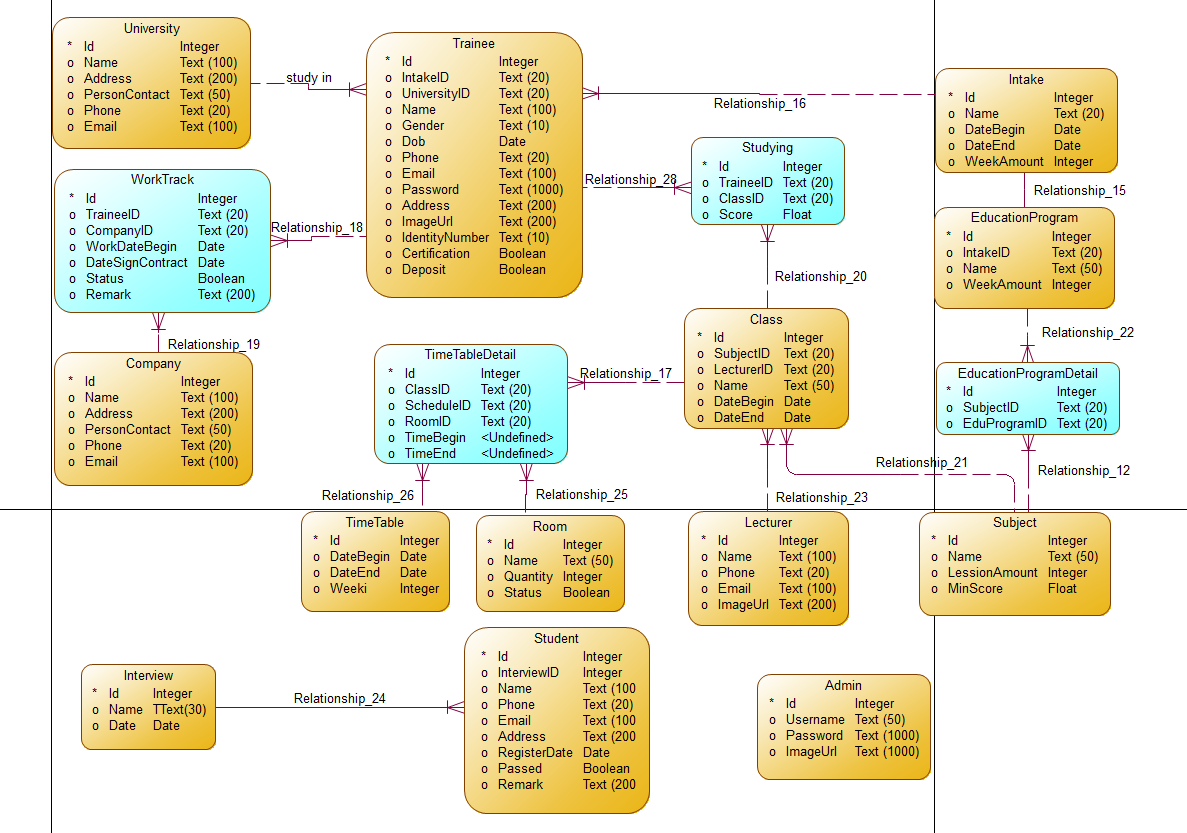 University
* Id Integer
o Name Text (100)
o Address Text (200)
o PersonContact Text (50)
o Phone Text (20)
o Email Text (100)
study in
Trainee
* Id Integer
o IntakeID Text (20)
o UniversityID Text (20)
o Name Text (100)
o Gender Text (10)
o Dob Date
o Phone Text (20)
o Email Text (100)
o Password Text (1000)
o Address Text (200)
o ImageUrl Text (200)
o IdentityNumber Text (10)
o Certification Boolean
o Deposit Boolean
Relationship_16
Intake
* Id Integer
o Name Text (20)
o DateBegin Date
o DateEnd Date
o WeekAmount Integer
Relationship_28
Studying
* Id Integer
o TraineeID Text (20)
o ClassID Text (20)
o Score Float
Relationship_15
WorkTrack
* Id Integer
o TraineeID Text (20)
o CompanyID Text (20)
o WorkDateBegin Date
o DateSignContract Date
o Status Boolean
o Remark Text (200)
Relationship_18
EducationProgram
* Id Integer
o IntakeID Text (20)
o Name Text (50)
o WeekAmount Integer
Relationship_20
Relationship_19
Relationship_22
Company
* Id Integer
o Name Text (100)
o Address Text (200)
o PersonContact Text (50)
o Phone Text (20)
o Email Text (100)
TimeTableDetail
* Id Integer
o ClassID Text (20)
o ScheduleID Text (20)
o RoomID Text (20)
o TimeBegin <Undefined>
o TimeEnd <Undefined>
Relationship_17
Class
* Id Integer
o SubjectID Text (20)
o LecturerID Text (20)
o Name Text (50)
o DateBegin Date
o DateEnd Date
EducationProgramDetail
* Id Integer
o SubjectID Text (20)
o EduProgramID Text (20)
Relationship_21
Relationship_12
Relationship_26
Relationship_25
Relationship_23
TimeTable
* Id Integer
o DateBegin Date
o DateEnd Date
o Weeki Integer
Room
* Id Integer
o Name Text (50)
o Quantity Integer
o Status Boolean
Lecturer
* Id Integer
o Name Text (100)
o Phone Text (20)
o Email Text (100)
o ImageUrl Text (200)
Subject
* Id Integer
o Name Text (50)
o LessionAmount Integer
o MinScore Float
Interview
* Id Integer
o Name TText(30)
o Date Date
Relationship_24
Student
* Id Integer
o InterviewID Integer
o Name Text (100
o Phone Text (20)
o Email Text (100
o Address Text (200
o RegisterDate Date
o Passed Boolean
o Remark Text (200
Admin
* Id Integer
o Username Text (50)
o Password Text (1000)
o ImageUrl Text (1000)